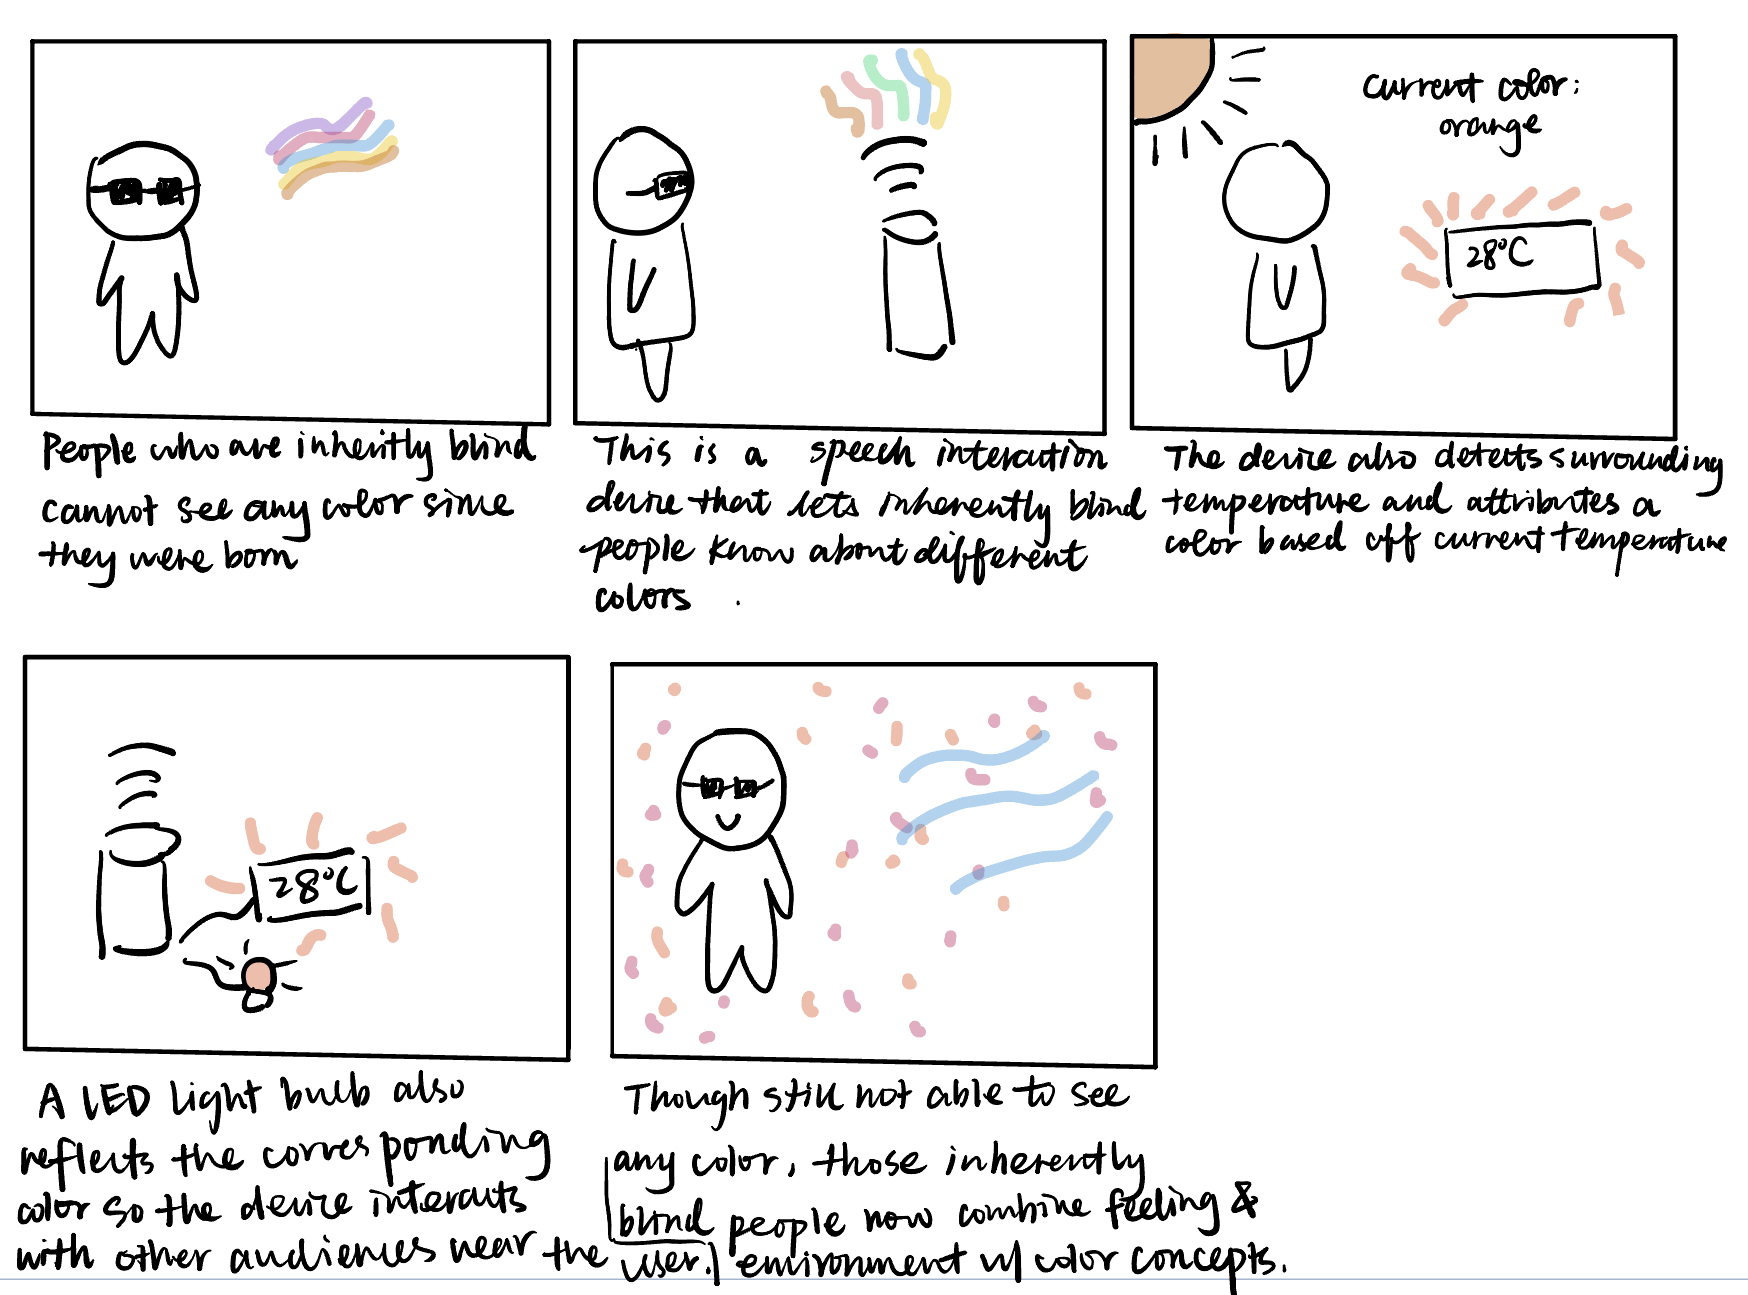 People who are inheritly blind
cannot see any color since
they were born
This is a speech interaction
device that lets inherently blind
people know about different
colors .
Current color:
orange
28°C
The device also detects surrounding
temperature and attributes a
color based off current temperature
28°C
A LED light bulb also
reflects the corresponding
color so the device interacts
with other audiences near the
user.
Though still not able to see
any color, those inherently
blind people now combine feeling &
environment w/ color concepts.